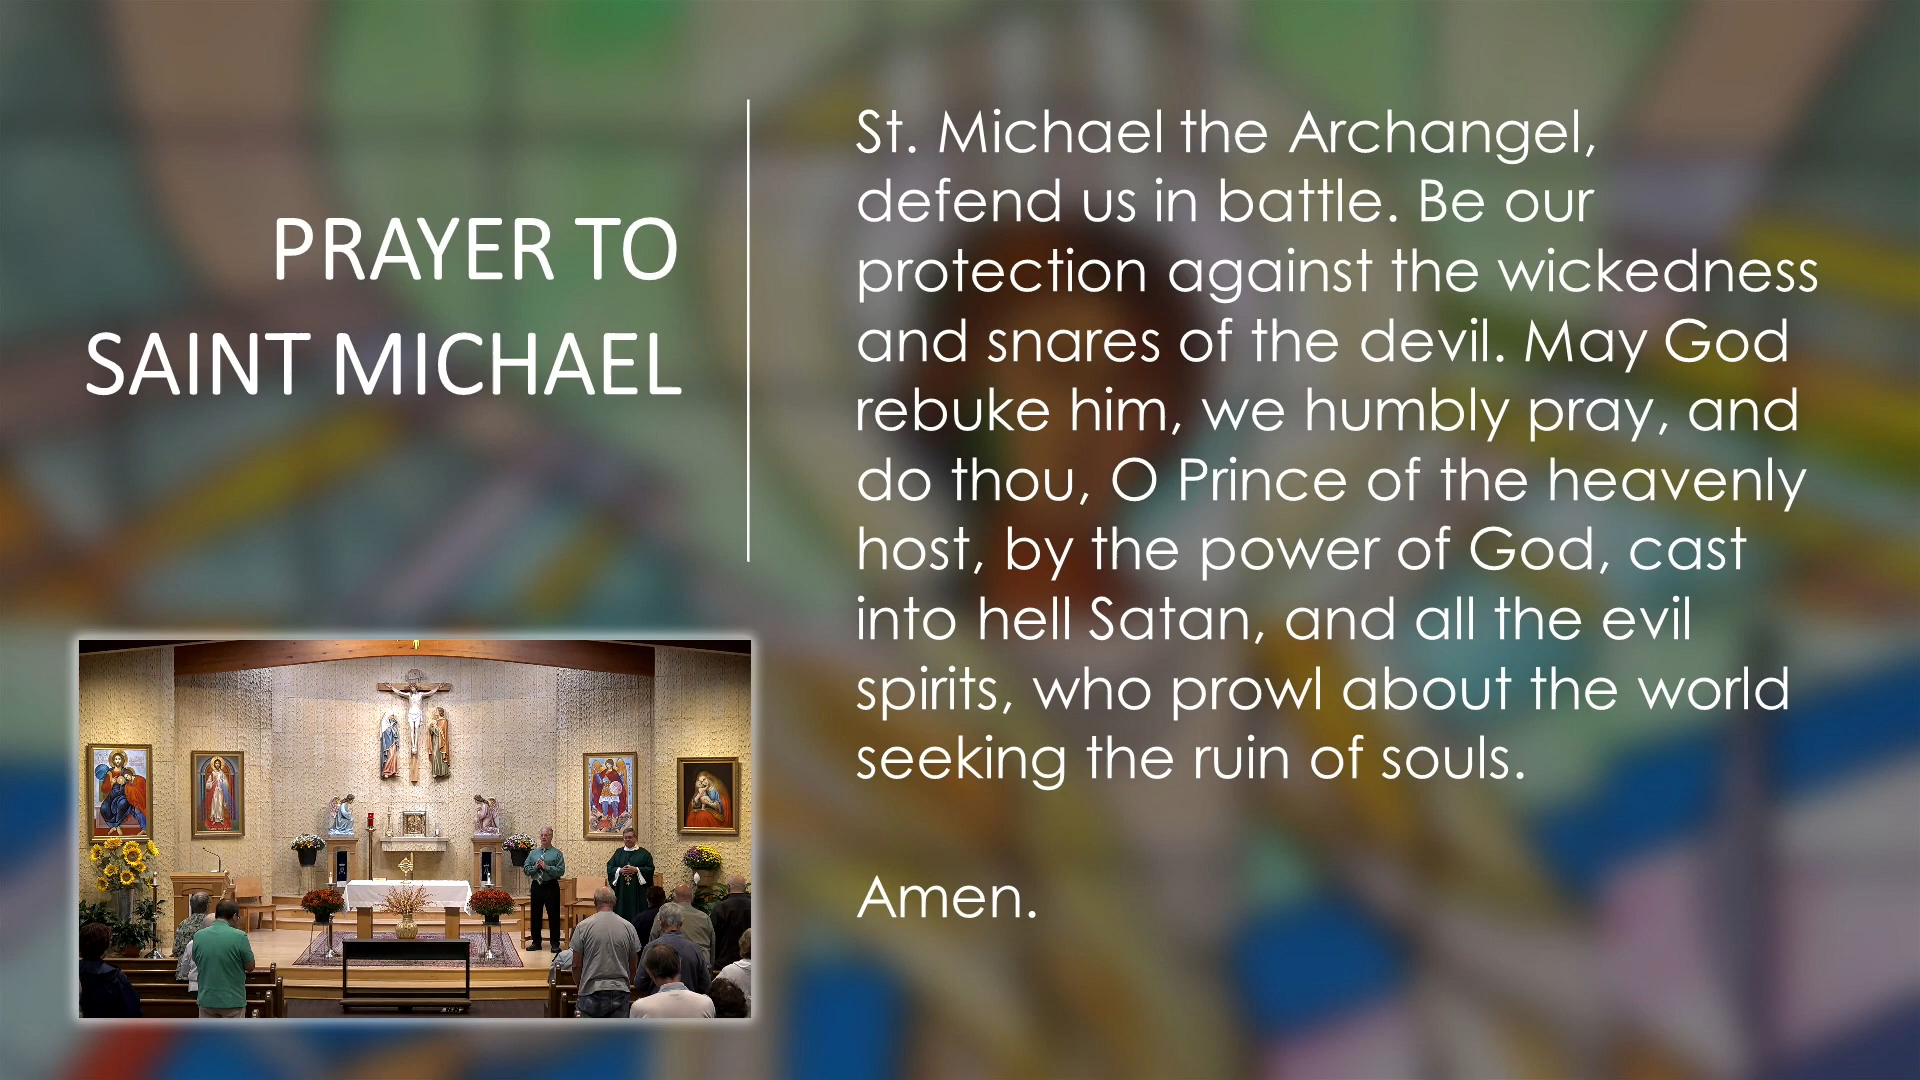 PRAYER TO
SAINT MICHAEL
St. Michael the Archangel,
defend us in battle. Be our
protection against the wickedness
and snares of the devil. May God
rebuke him, we humbly pray, and
do thou, O Prince of the heavenly
host, by the power of God, cast
into hell Satan, and all the evil
spirits, who prowl about the world
seeking the ruin of souls.
Amen.